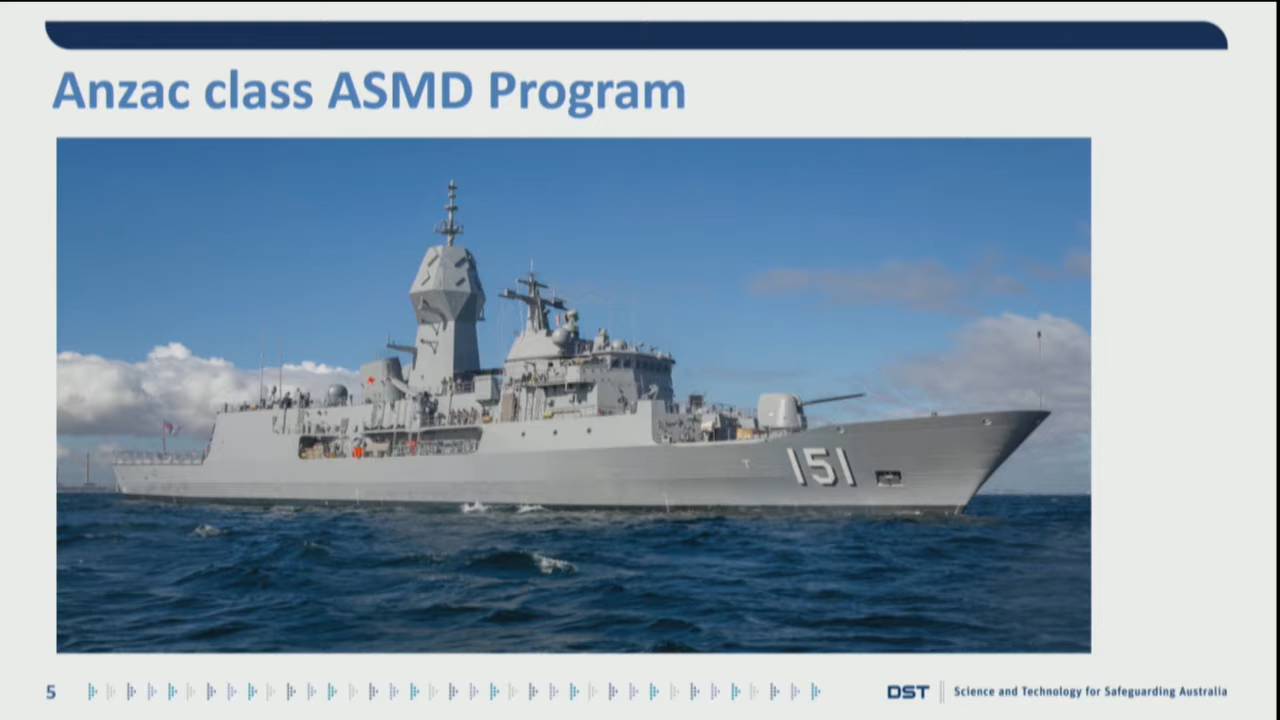 Anzac class ASMD Program
151
5
DST
Science and Technology for Safeguarding Australia